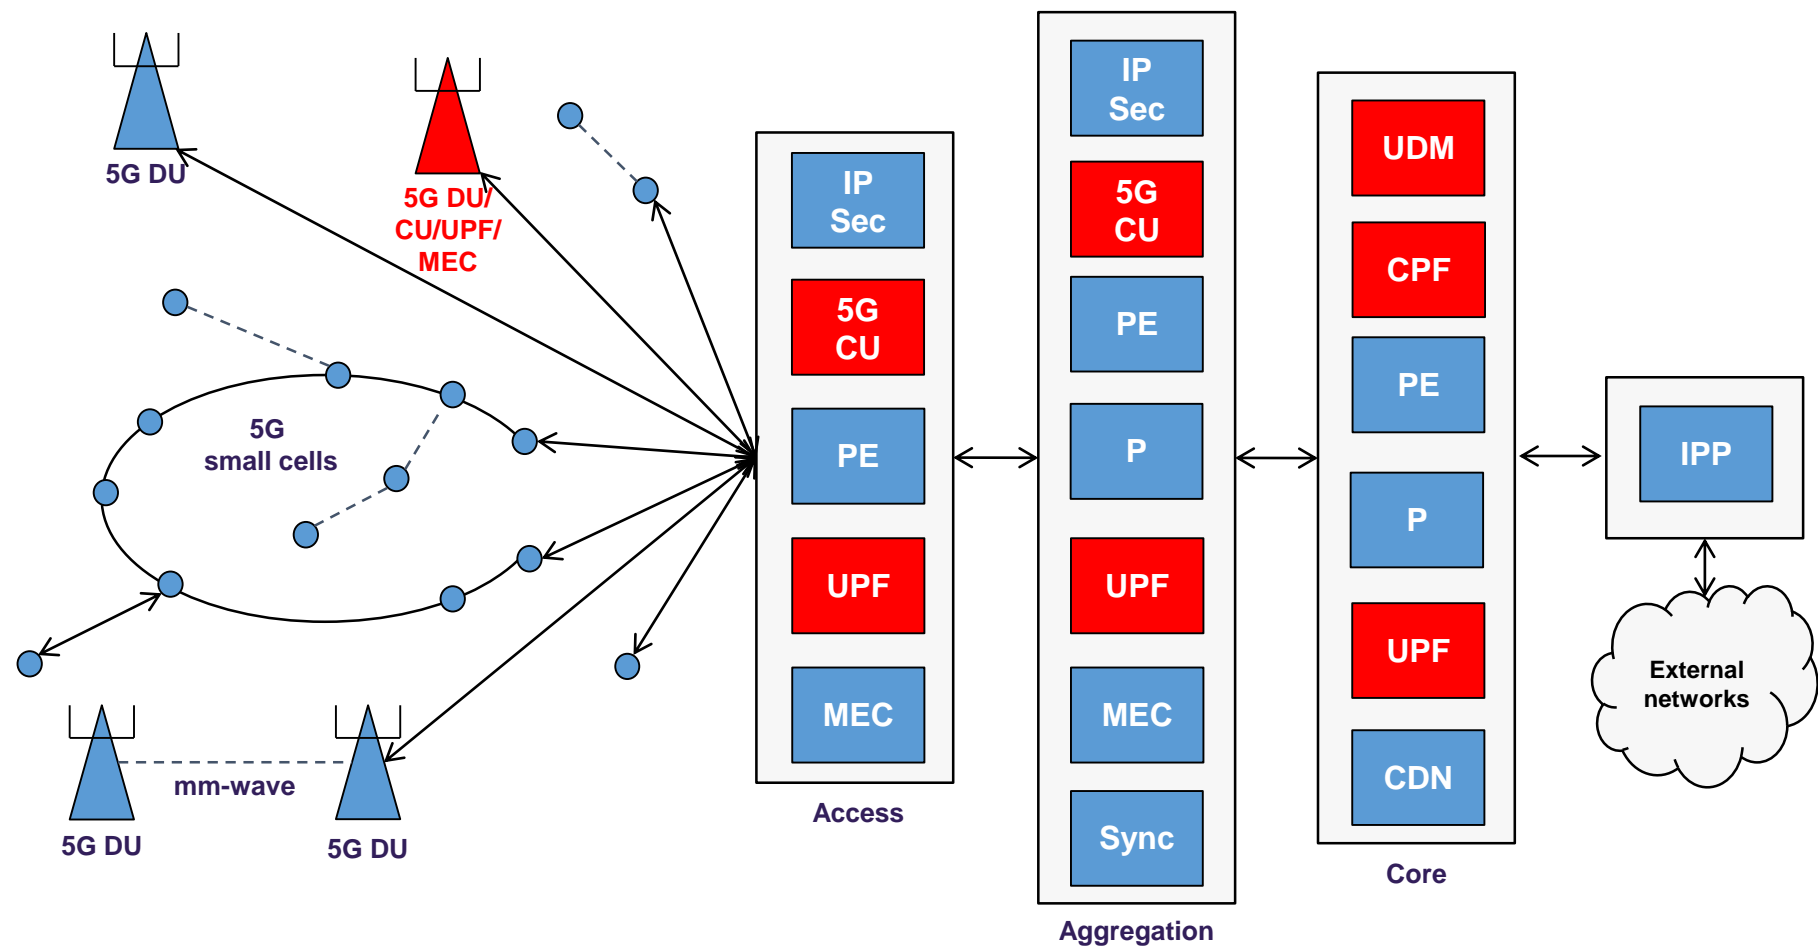 5G DU
5G DU/
CU/UPF/
MEC
5G
small cells
mm-wave
5G DU
5G DU
IP
Sec
5G
CU
PE
UPF
MEC
Access
IP
Sec
5G
CU
PE
P
UPF
MEC
Sync
Aggregation
UDM
CPF
PE
P
UPF
CDN
Core
IPP
External
networks